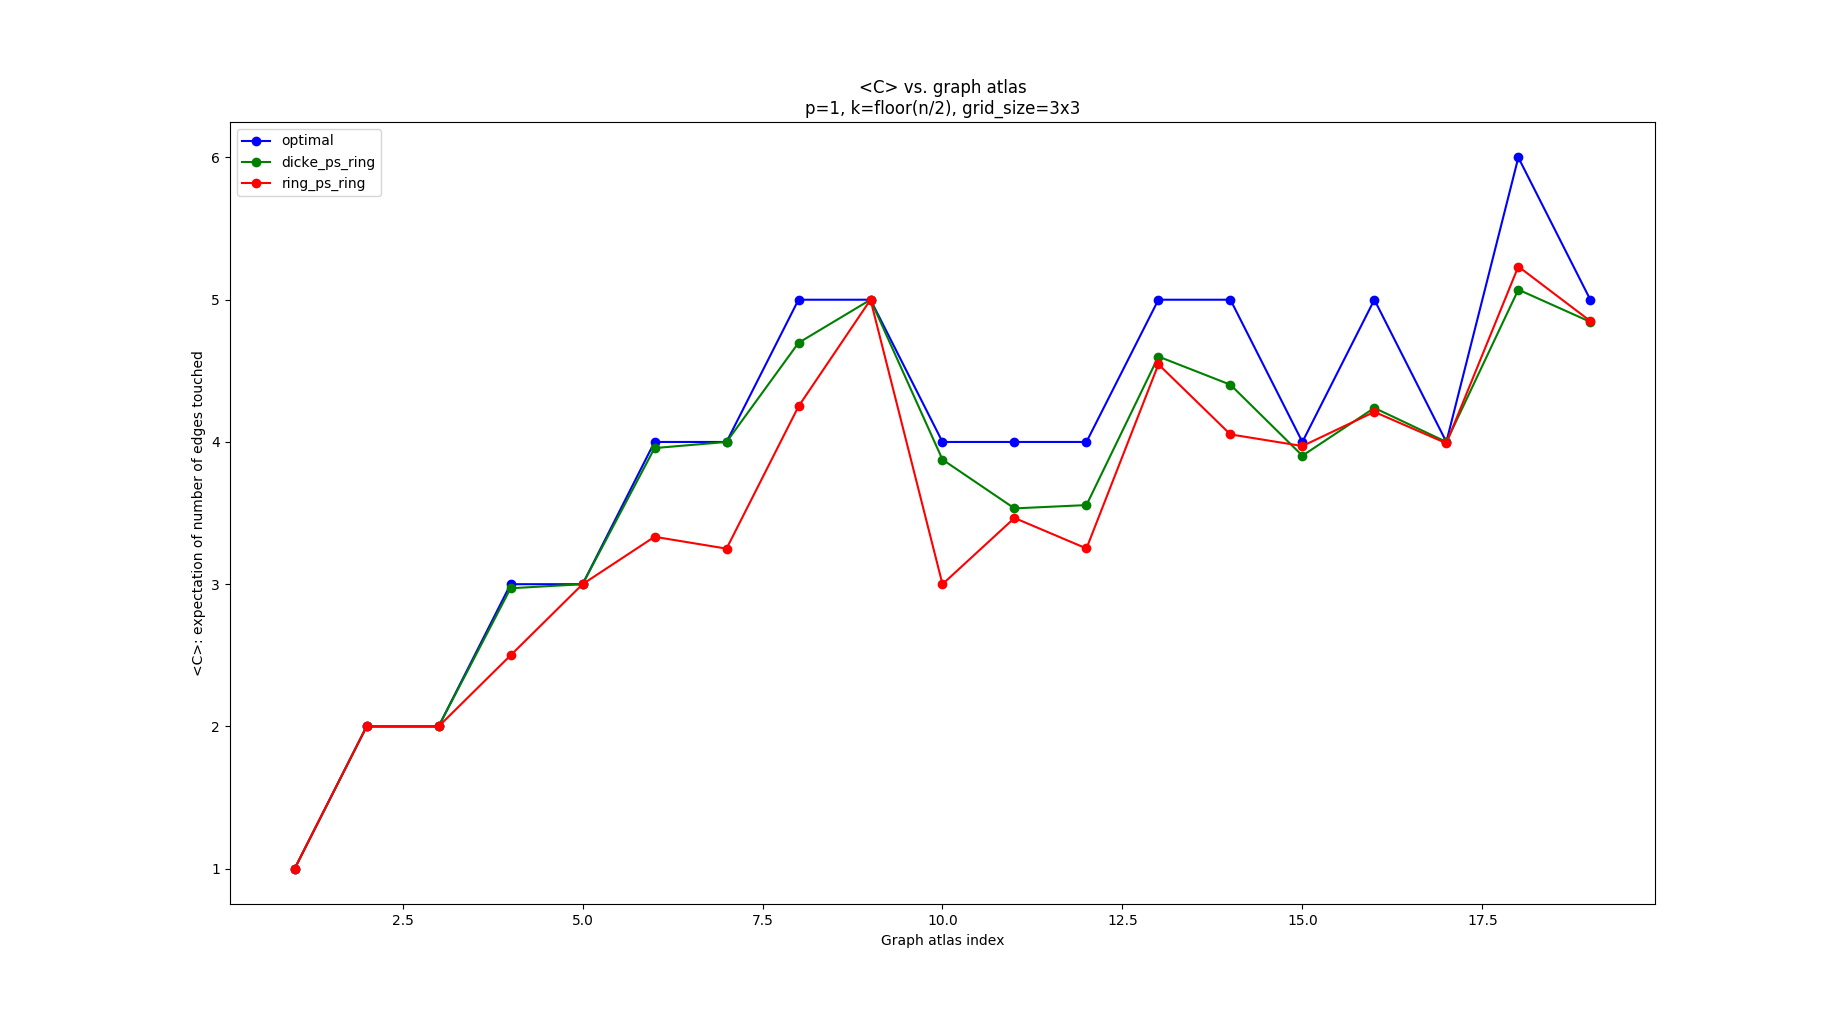 <C> vs. graph atlas
p=1, k=floor(n/2), grid_size=3x3
optimal
dicke_ps_ring
ring_ps_ring
<C>: expectation of number of edges touched
6
5
4
3
2
1
2.5 5.0 7.5 10.0 12.5 15.0 17.5
Graph atlas index